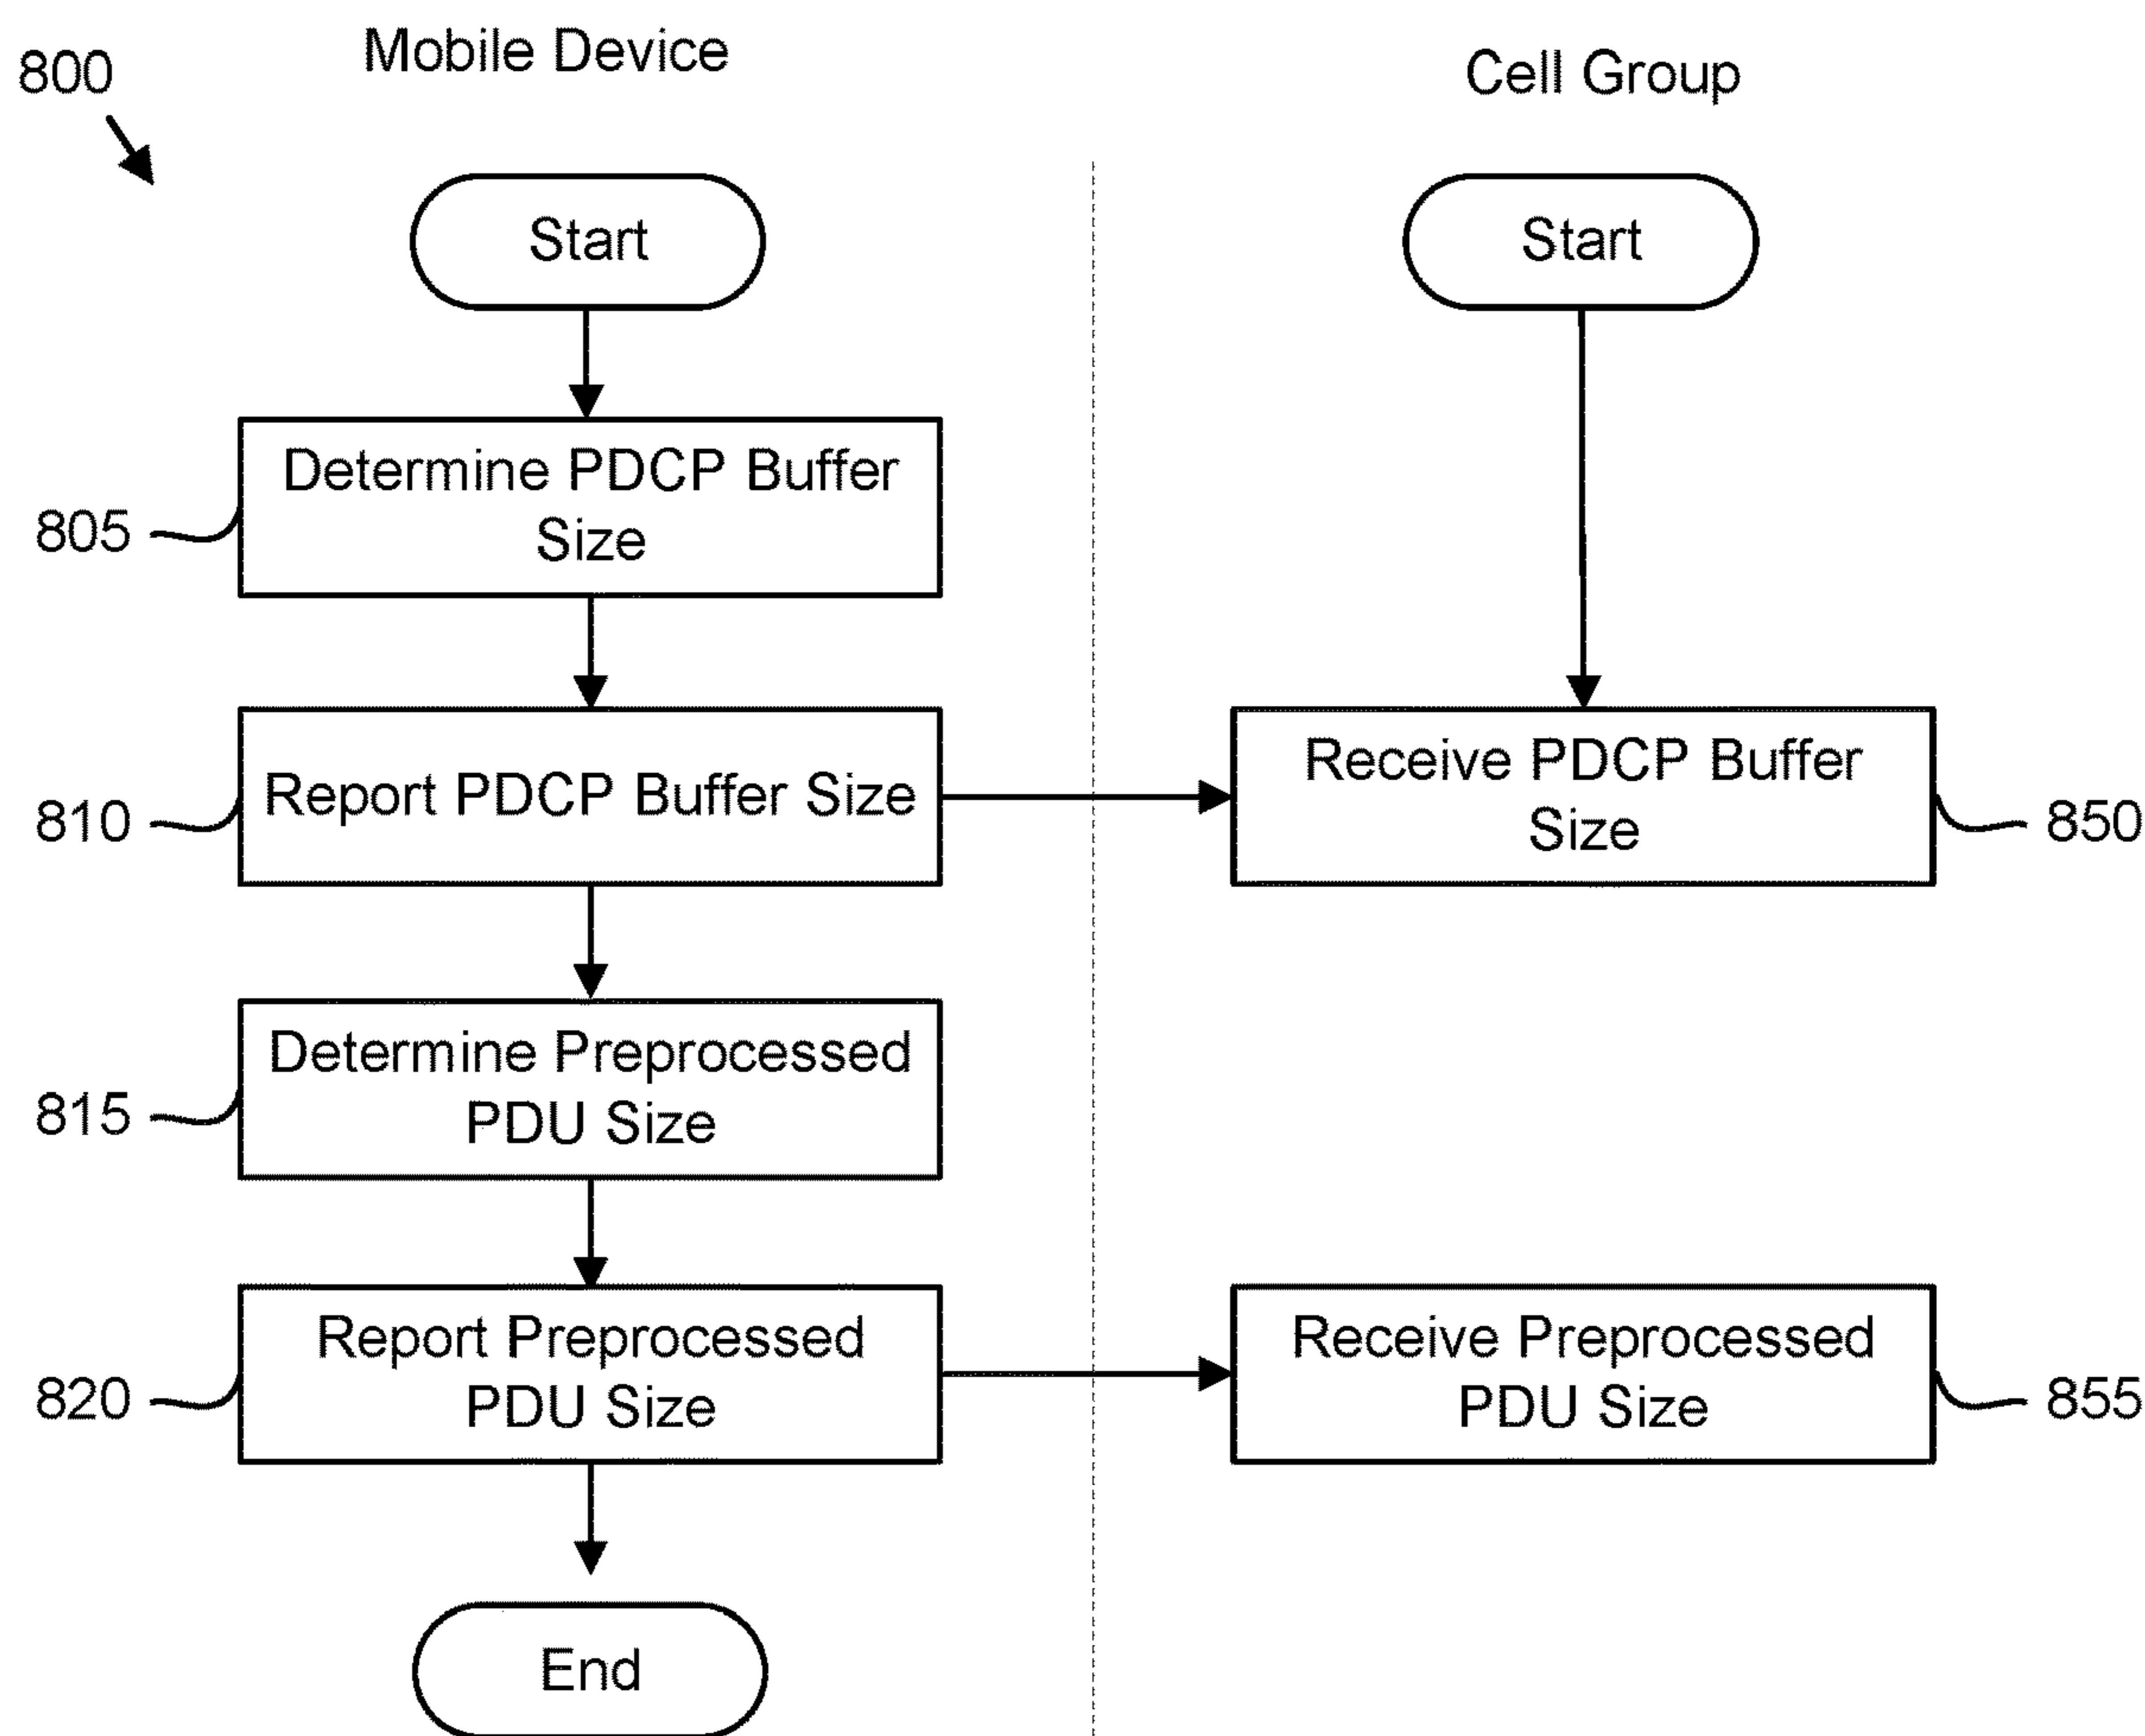 800
Mobile Device
Cell Group
Start
Start
Determine PDCP Buffer
Size
805
Report PDCP Buffer Size
810
Receive PDCP Buffer
Size
850
Determine Preprocessed
PDU Size
815
Report Preprocessed
PDU Size
820
Receive Preprocessed
PDU Size
855
End